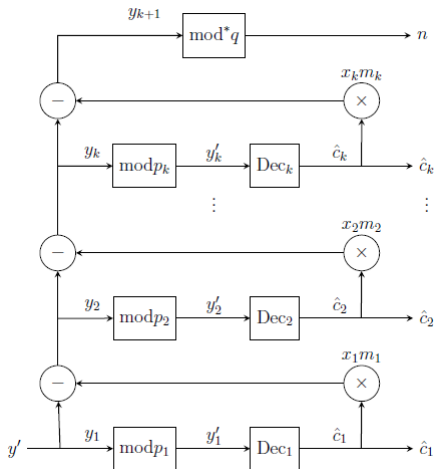 y_{k+1} mod*q n
x_k m_k
− ×
y_k mod p_k y'_k Dec_k ĉ_k ĉ_k
⋮ ⋮
x_2 m_2
− ×
y_2 mod p_2 y'_2 Dec_2 ĉ_2 ĉ_2
x_1 m_1
− ×
y' y_1 mod p_1 y'_1 Dec_1 ĉ_1 ĉ_1